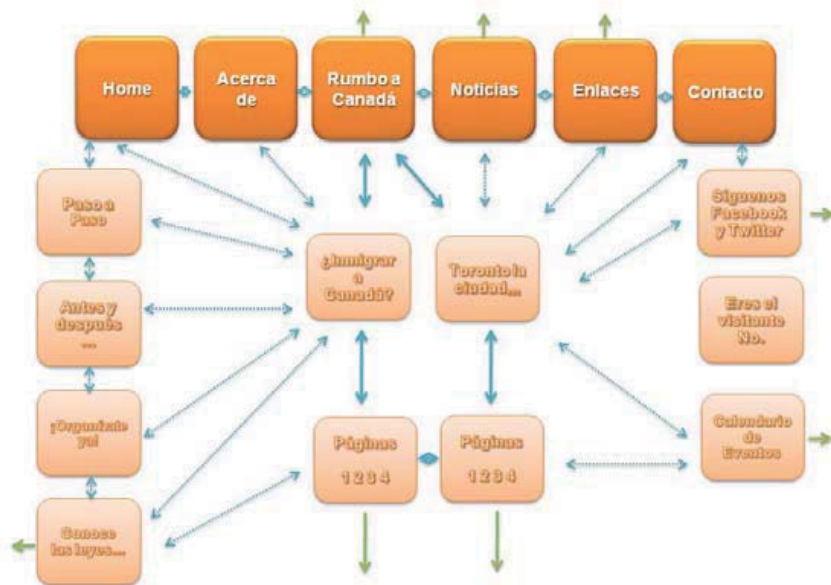 Home
Acerca
de
Rumbo a
Canadá
Noticias
Enlaces
Contacto
Paso a
Paso
Síguenos
Facebook
y Twitter
¿Inmigrar
a
Canadá?
Toronto la
ciudad...
Antes y
después
...
Eres el
visitante
No.
¡Organízate
ya!
Páginas
1 2 3 4
Páginas
1 2 3 4
Calendario
de
Eventos
Conoce
las leyes...